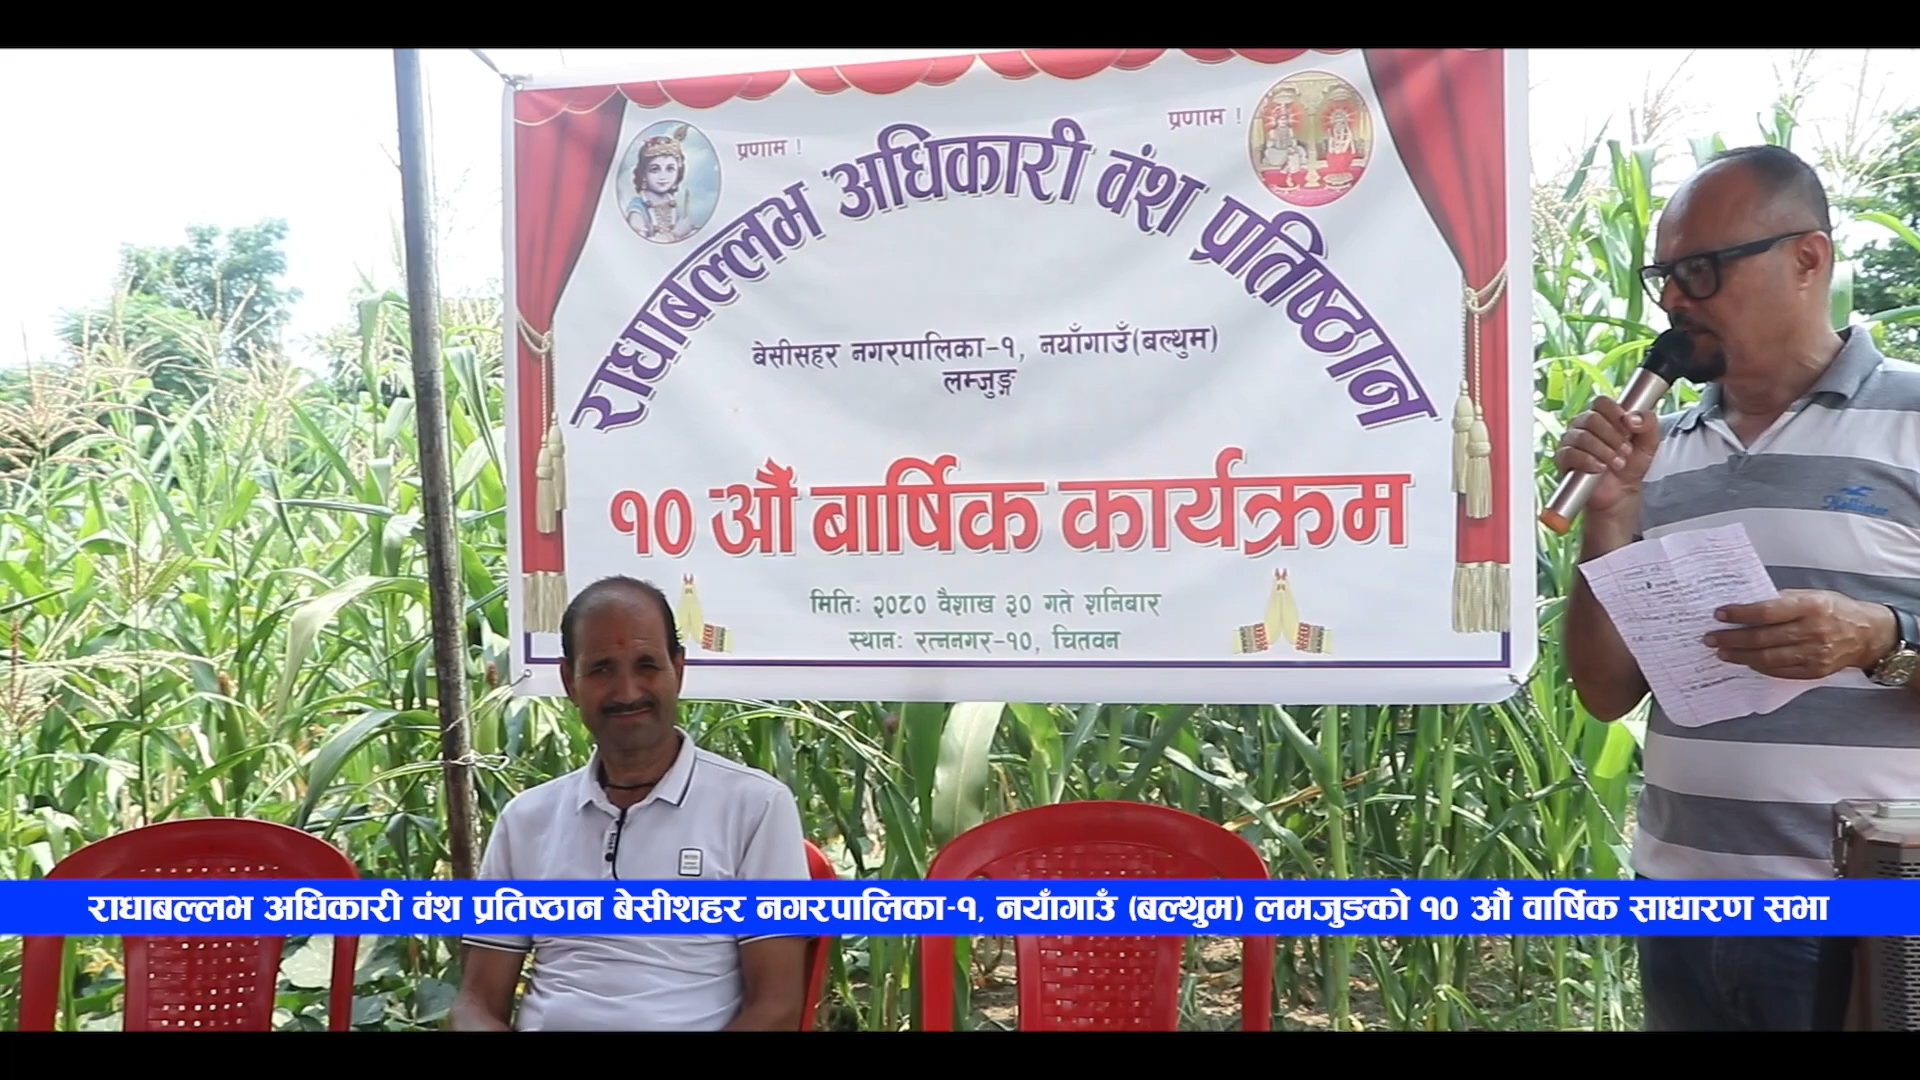 प्रणाम !
प्रणाम !
राधाबल्लभ अधिकारी वंश प्रतिष्ठान
बेसीसहर नगरपालिका-१, नयाँगाउँ(बल्थुम)
लम्जुङ्ग
१० औं बार्षिक कार्यक्रम
मिति: २०८० वैशाख ३० गते शनिबार
स्थान: रत्ननगर-१०, चितवन
राधाबल्लभ अधिकारी वंश प्रतिष्ठान बेसीशहर नगरपालिका-१, नयाँगाउँ (बल्थुम) लमजुङको १० औं वार्षिक साधारण सभा